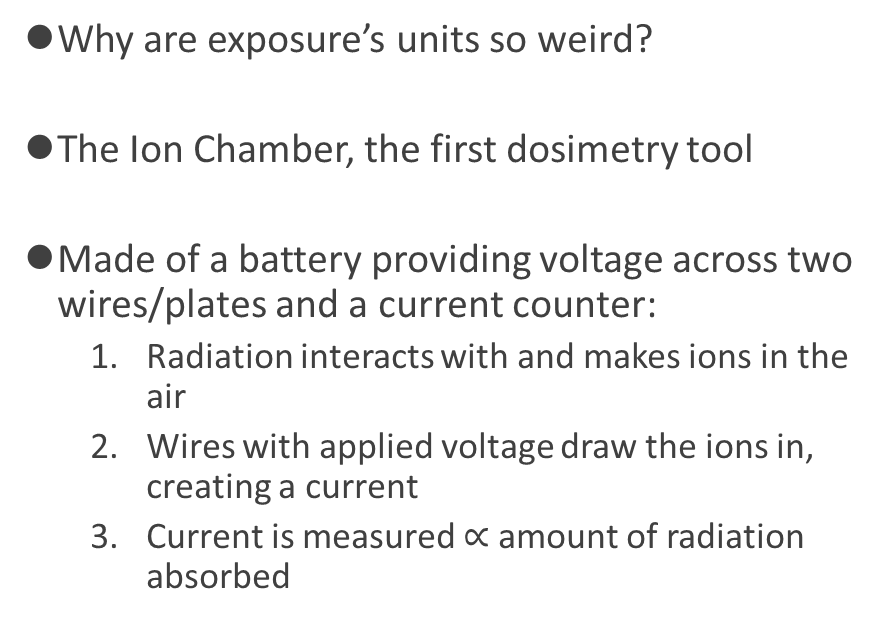 ●Why are exposure’s units so weird?
●The Ion Chamber, the first dosimetry tool
●Made of a battery providing voltage across two
wires/plates and a current counter:
1. Radiation interacts with and makes ions in the
air
2. Wires with applied voltage draw the ions in,
creating a current
3. Current is measured ∝ amount of radiation
absorbed